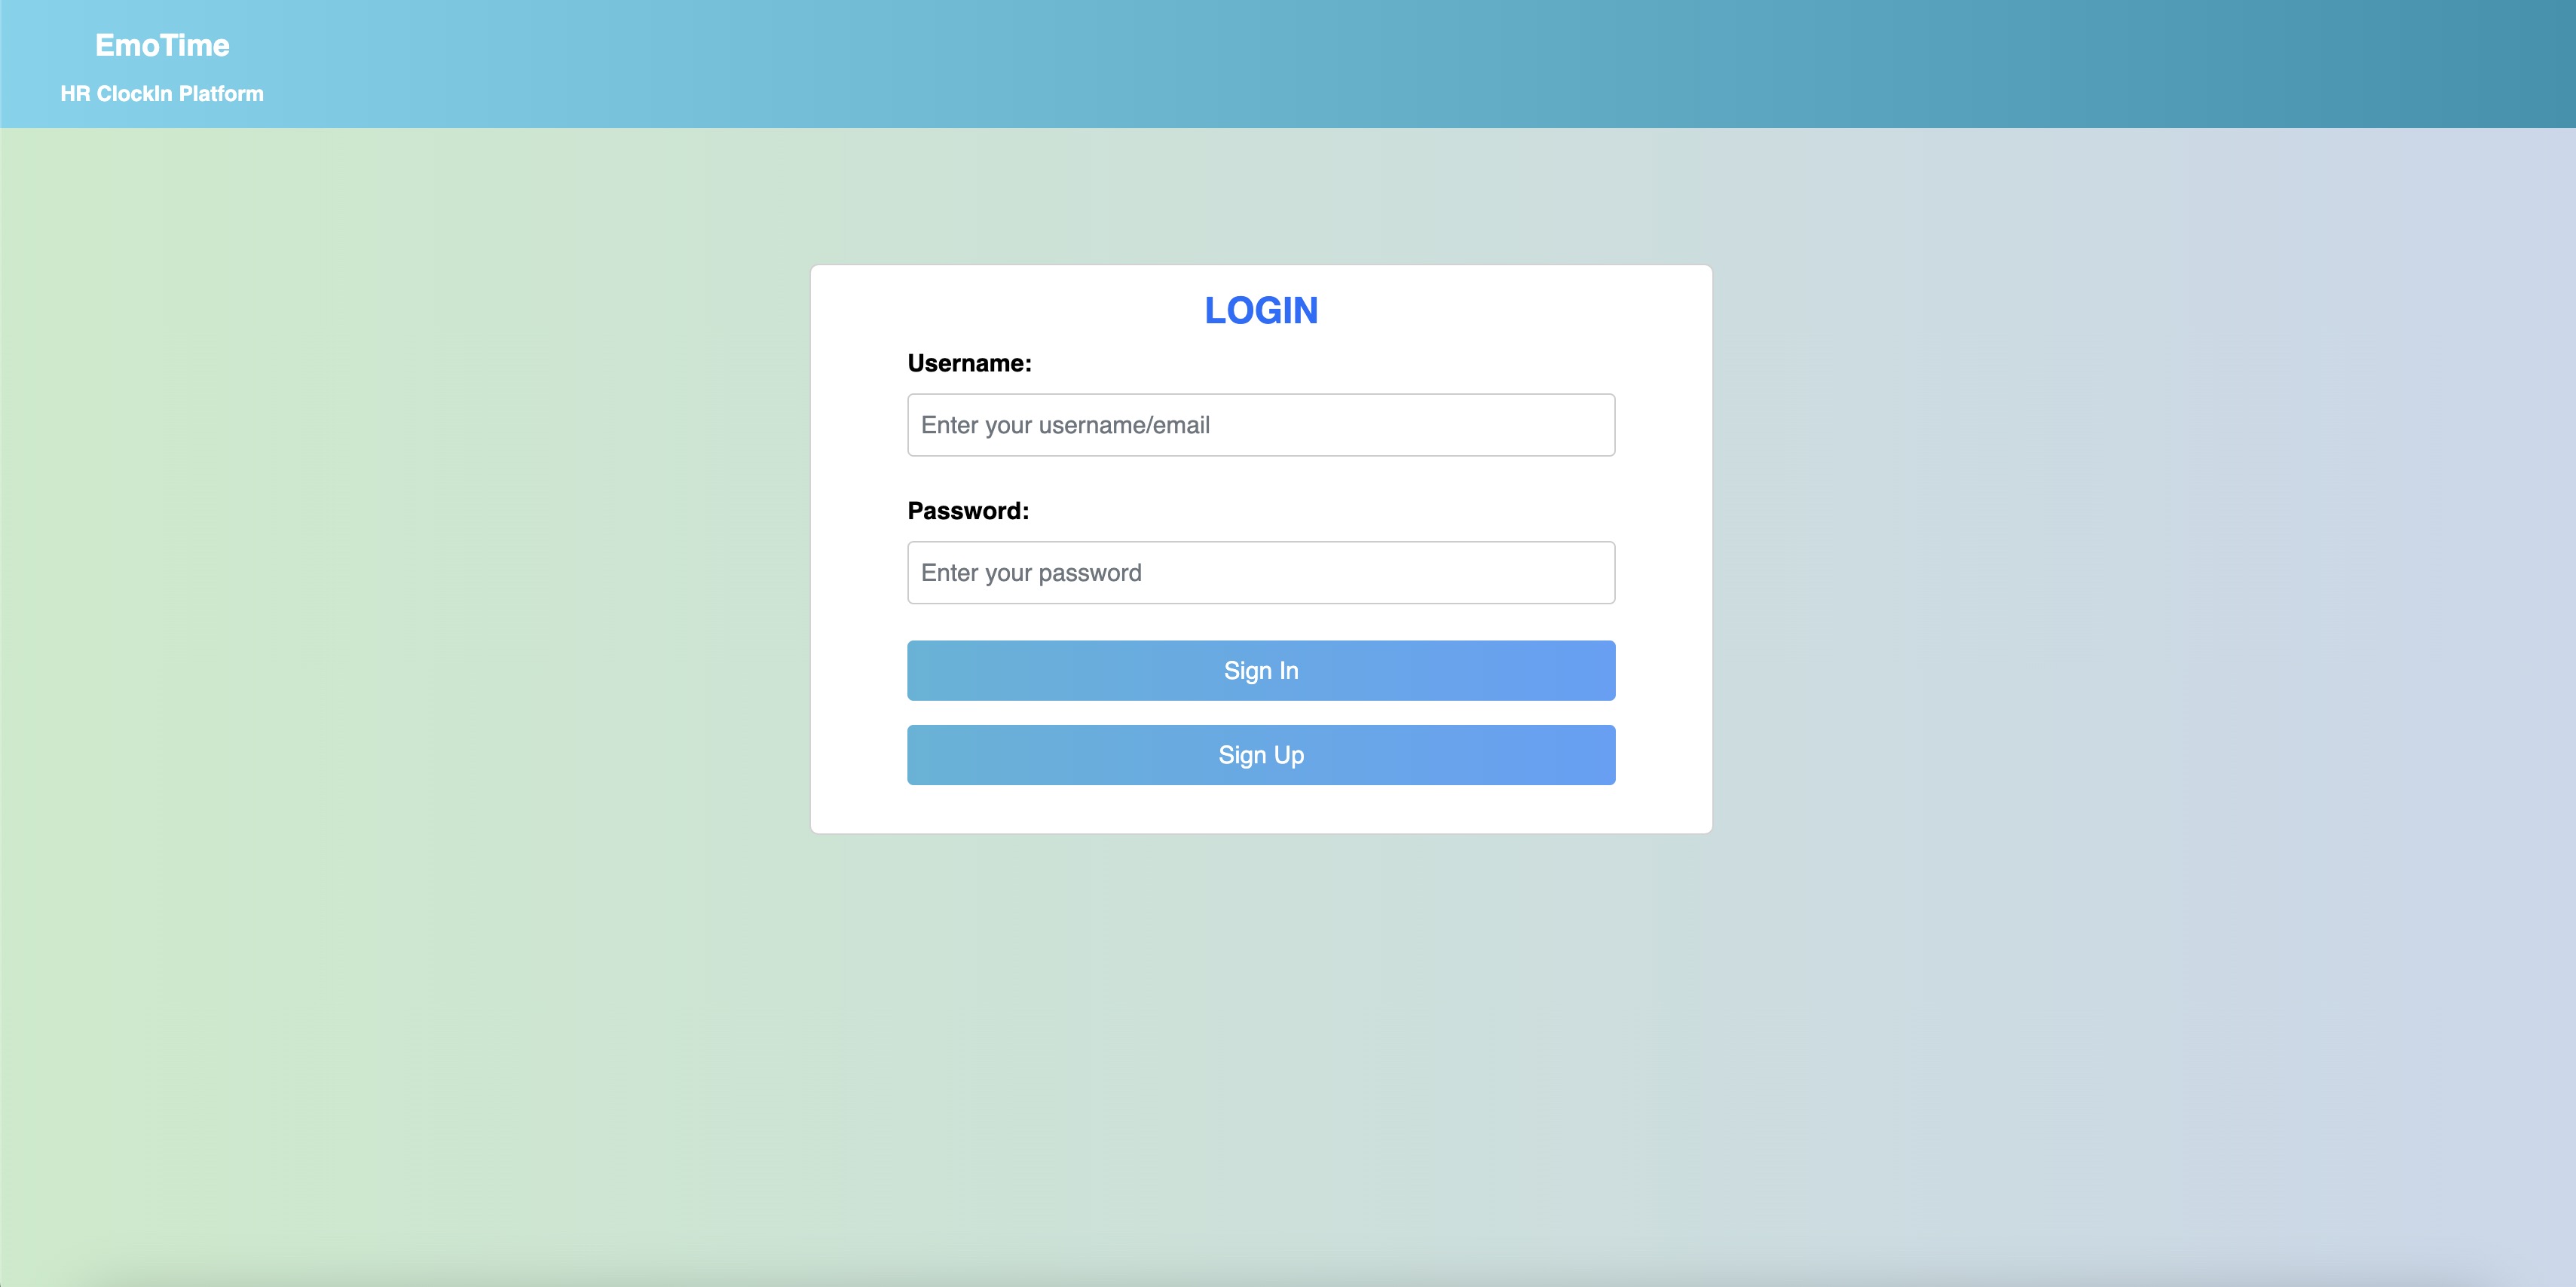 EmoTime
HR ClockIn Platform
LOGIN
Username:
Enter your username/email
Password:
Enter your password
Sign In
Sign Up